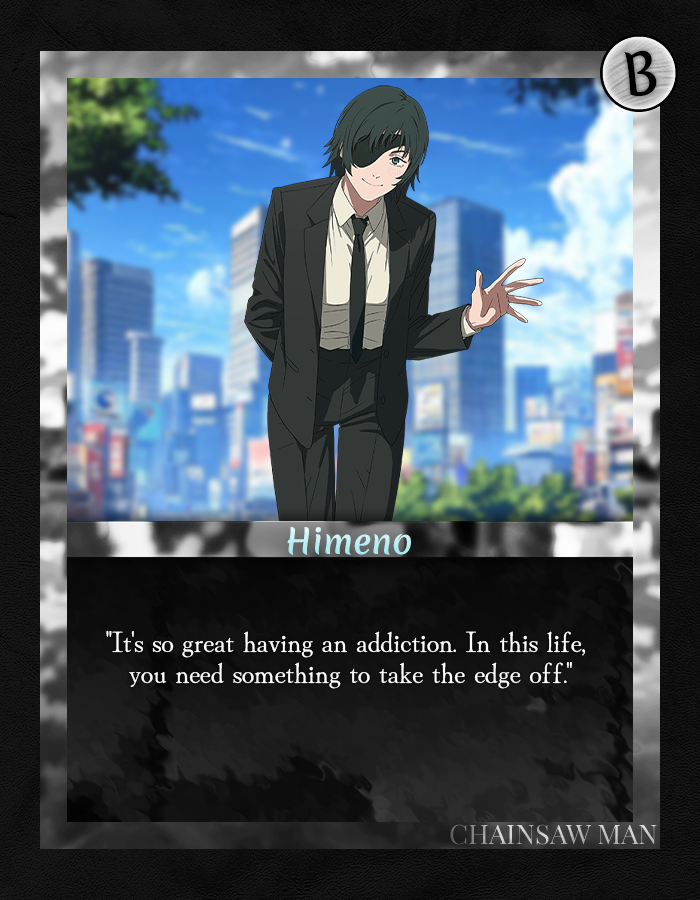 B
Himeno
"It's so great having an addiction. In this life,
you need something to take the edge off."
CHAINSAW MAN